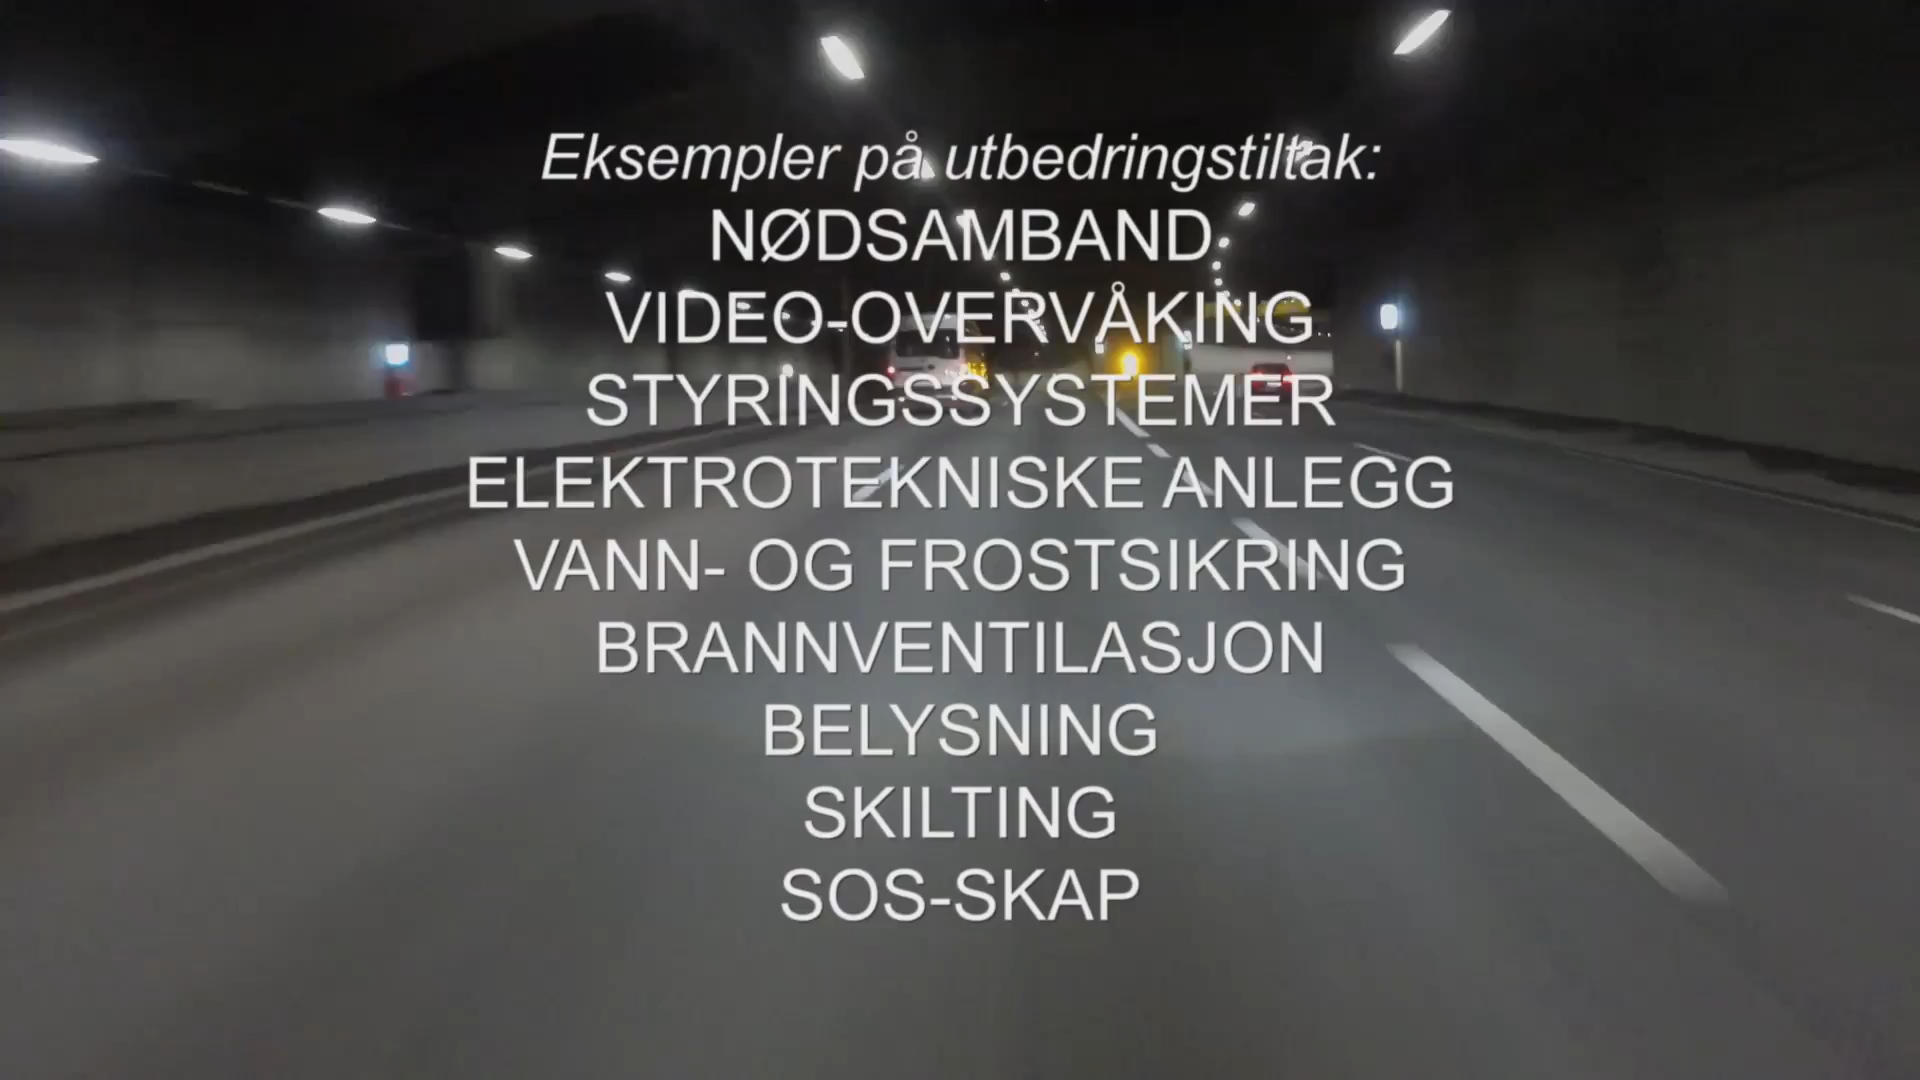 Eksempler på utbedringstiltak:
NØDSAMBAND
VIDEO-OVERVÅKING
STYRINGSSYSTEMER
ELEKTROTEKNISKE ANLEGG
VANN- OG FROSTSIKRING
BRANNVENTILASJON
BELYSNING
SKILTING
SOS-SKAP